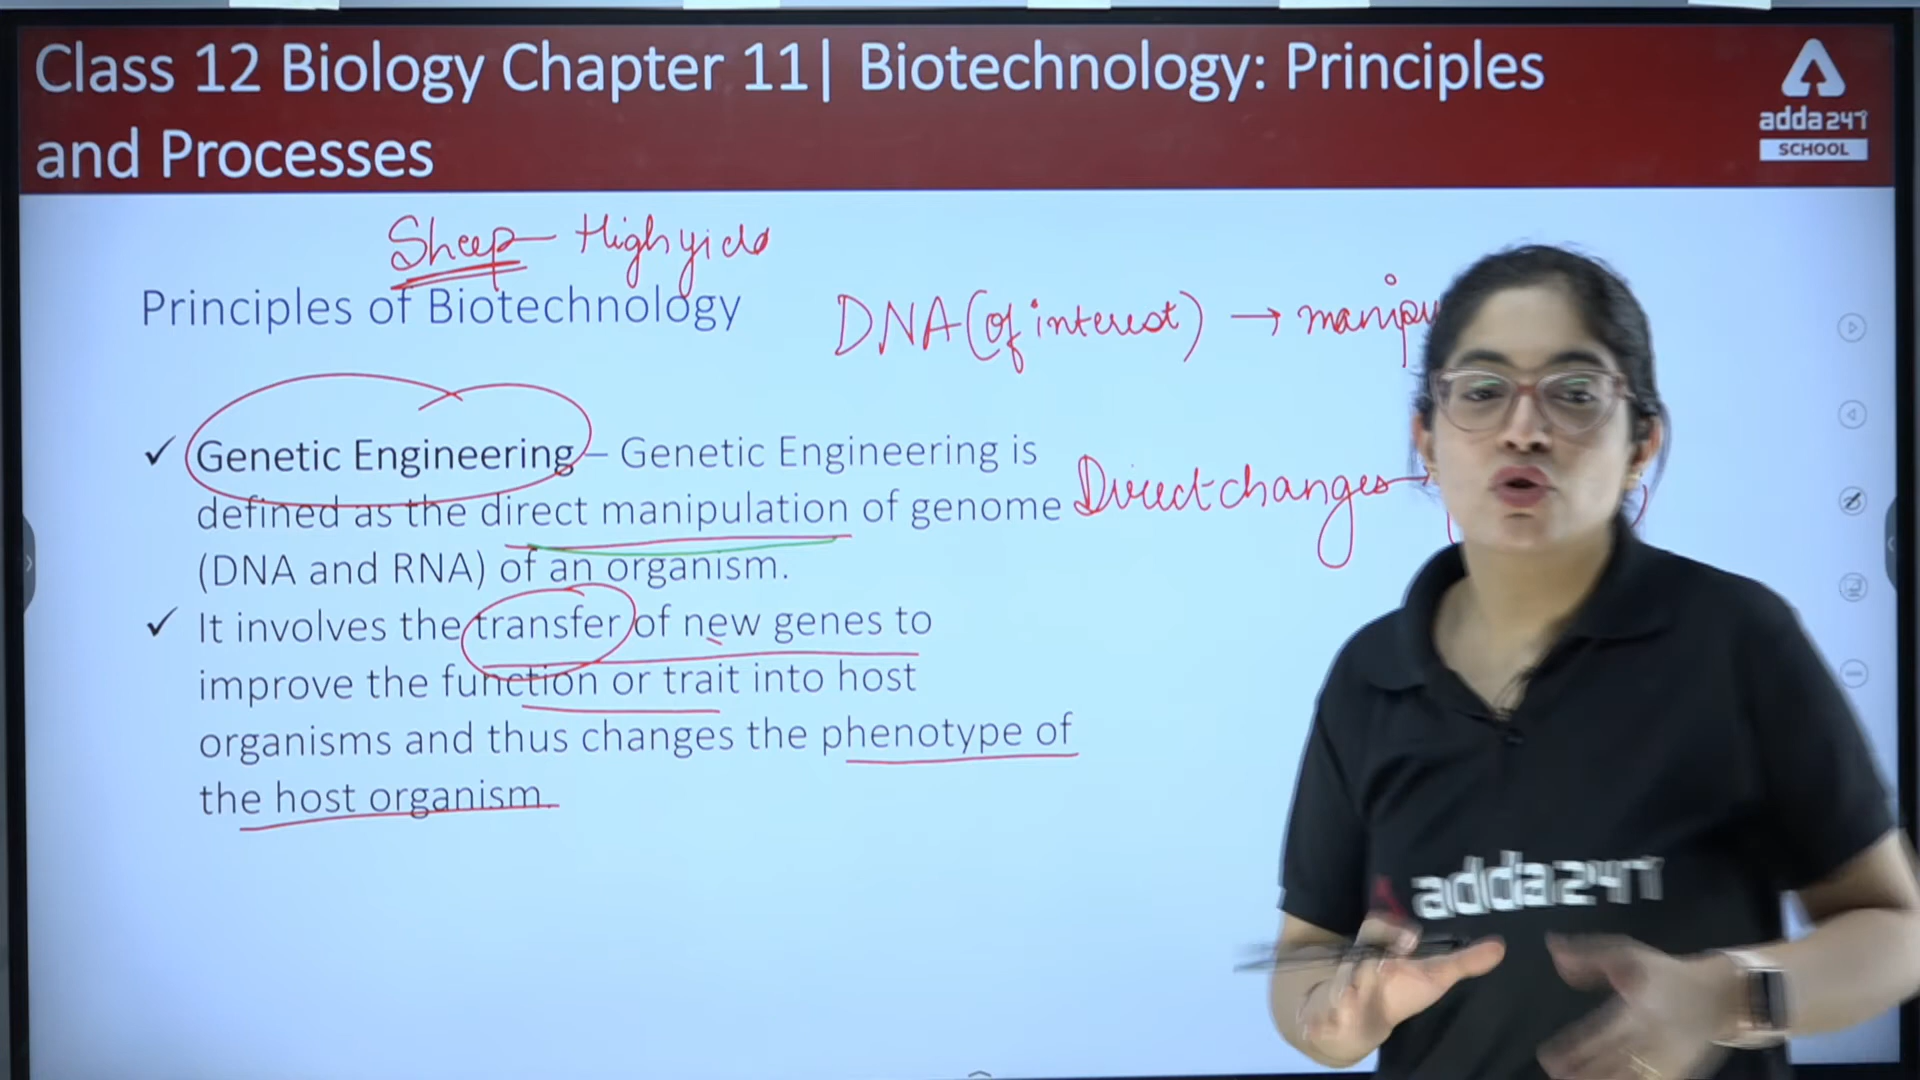 Class 12 Biology Chapter 11| Biotechnology: Principles
and Processes
adda247
SCHOOL
Sheep - High yield
Principles of Biotechnology
DNA (of interest) → manipu
✓ Genetic Engineering – Genetic Engineering is
defined as the direct manipulation of genome
(DNA and RNA) of an organism.
Direct changes →
✓ It involves the transfer of new genes to
improve the function or trait into host
organisms and thus changes the phenotype of
the host organism.
adda247